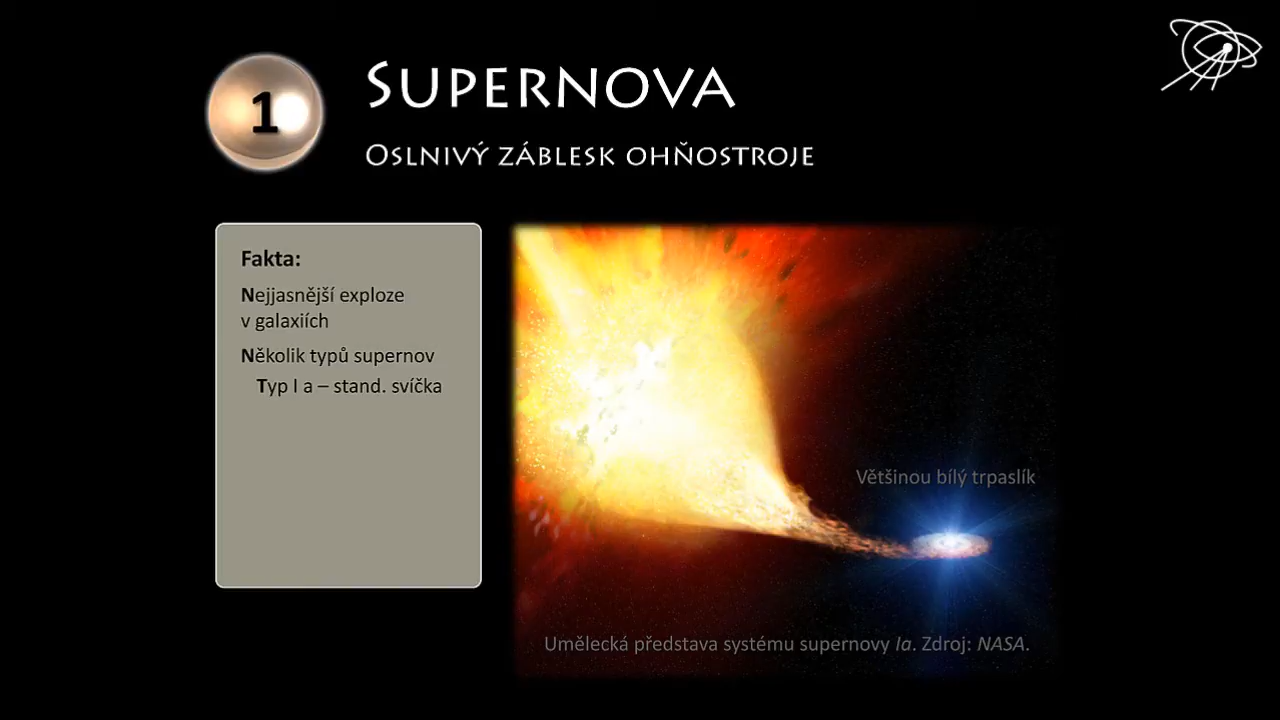 1
Supernova
Oslnivý záblesk ohňostroje
Fakta:
Nejjasnější exploze
v galaxiích
Několik typů supernov
Typ I a – stand. svíčka
Většinou bílý trpaslík
Umělecká představa systému supernovy Ia. Zdroj: NASA.